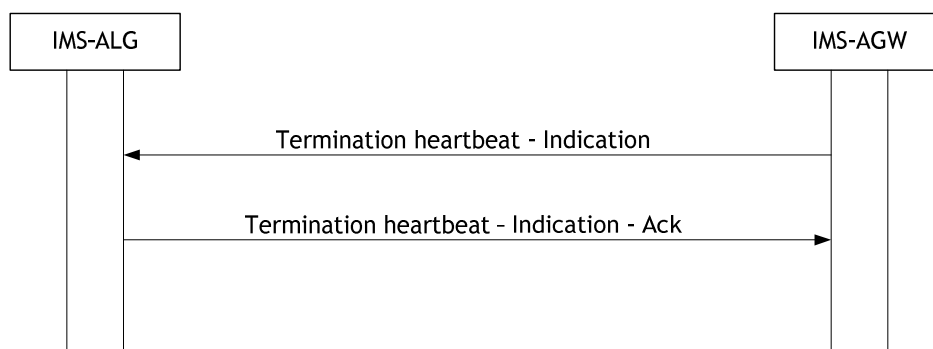 IMS-ALG
IMS-AGW
Termination heartbeat - Indication
Termination heartbeat – Indication - Ack